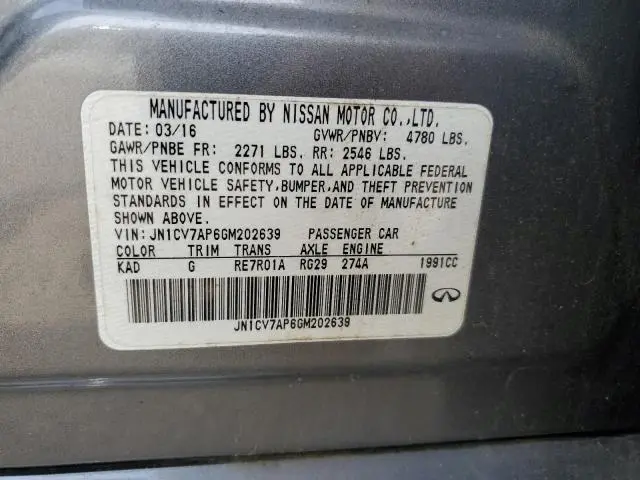 MANUFACTURED BY NISSAN MOTOR CO.,LTD.
DATE: 03/16 GVWR/PNBV: 4780 LBS.
GAWR/PNBE FR: 2271 LBS. RR: 2546 LBS.
THIS VEHICLE CONFORMS TO ALL APPLICABLE FEDERAL
MOTOR VEHICLE SAFETY,BUMPER,AND THEFT PREVENTION
STANDARDS IN EFFECT ON THE DATE OF MANUFACTURE
SHOWN ABOVE.
VIN: JN1CV7AP6GM202639 PASSENGER CAR
COLOR TRIM TRANS AXLE ENGINE
KAD G RE7R01A RG29 274A 1991CC
JN1CV7AP6GM202639